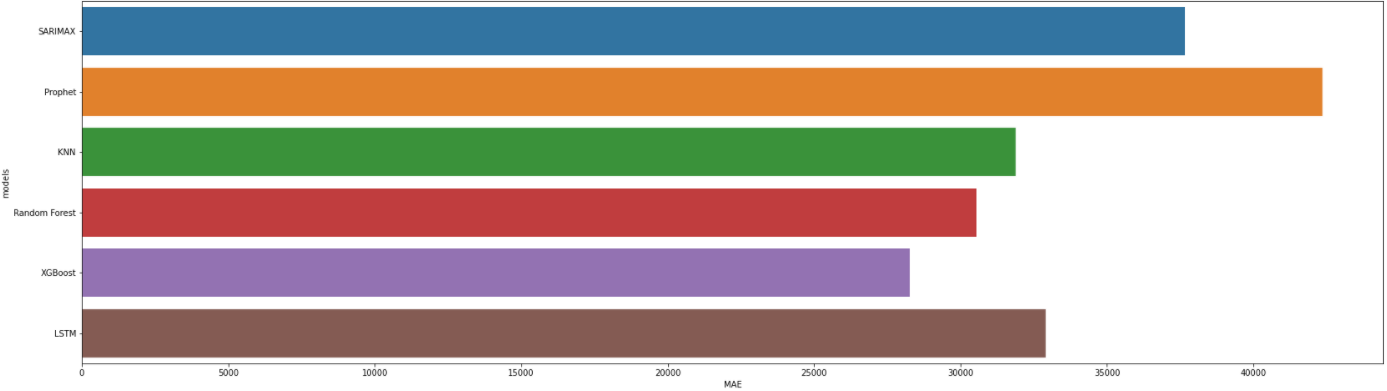 SARIMAX
Prophet
KNN
models
Random Forest
XGBoost
LSTM
0 5000 10000 15000 20000 25000 30000 35000 40000
MAE